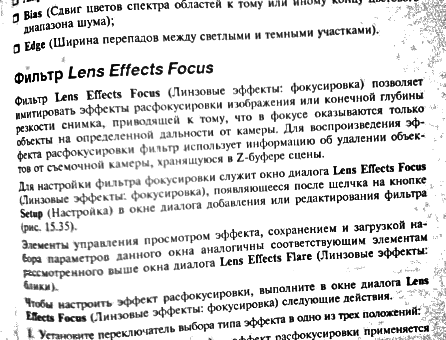 Bias (Сдвиг цветов спектра областей к тому или иному концу
диапазона шума);
Edge (Ширина перепадов между светлыми и темными участками).
Фильтр Lens Effects Focus
Фильтр Lens Effects Focus (Линзовые эффекты: фокусировка) позволяет
имитировать эффекты расфокусировки изображения или конечной глубины
резкости снимка, приводящей к тому, что в фокусе оказываются только
объекты на определенной дальности от камеры. Для воспроизведения эф-
фекта расфокусировки фильтр использует информацию об удалении объек-
тов от съемочной камеры, хранящуюся в Z-буфере сцены.
Для настройки фильтра фокусировки служит окно диалога Lens Effects Focus
(Линзовые эффекты: фокусировка), появляющееся после щелчка на кнопке
Setup (Настройка) в окне диалога добавления или редактирования фильтра
(рис. 15.35).
Элементы управления просмотром эффекта, сохранением и загрузкой на-
бора параметров данного окна аналогичны соответствующим элементам
рассмотренного выше окна диалога Lens Effects Flare (Линзовые эффекты:
блики).
Чтобы настроить эффект расфокусировки, выполните в окне диалога Lens
Effects Focus (Линзовые эффекты: фокусировка) следующие действия.
1. Установите переключатель выбора типа эффекта в одно из трех положений:
эффект расфокусировки применяется